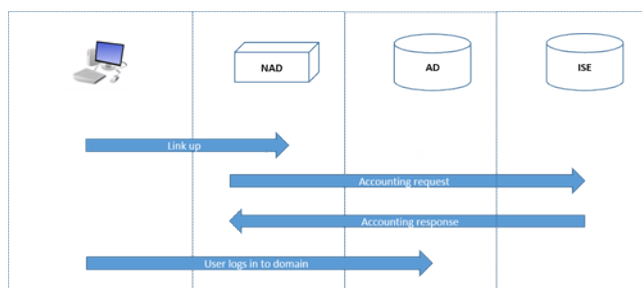 NAD
AD
ISE
Link up
Accounting request
Accounting response
User logs in to domain